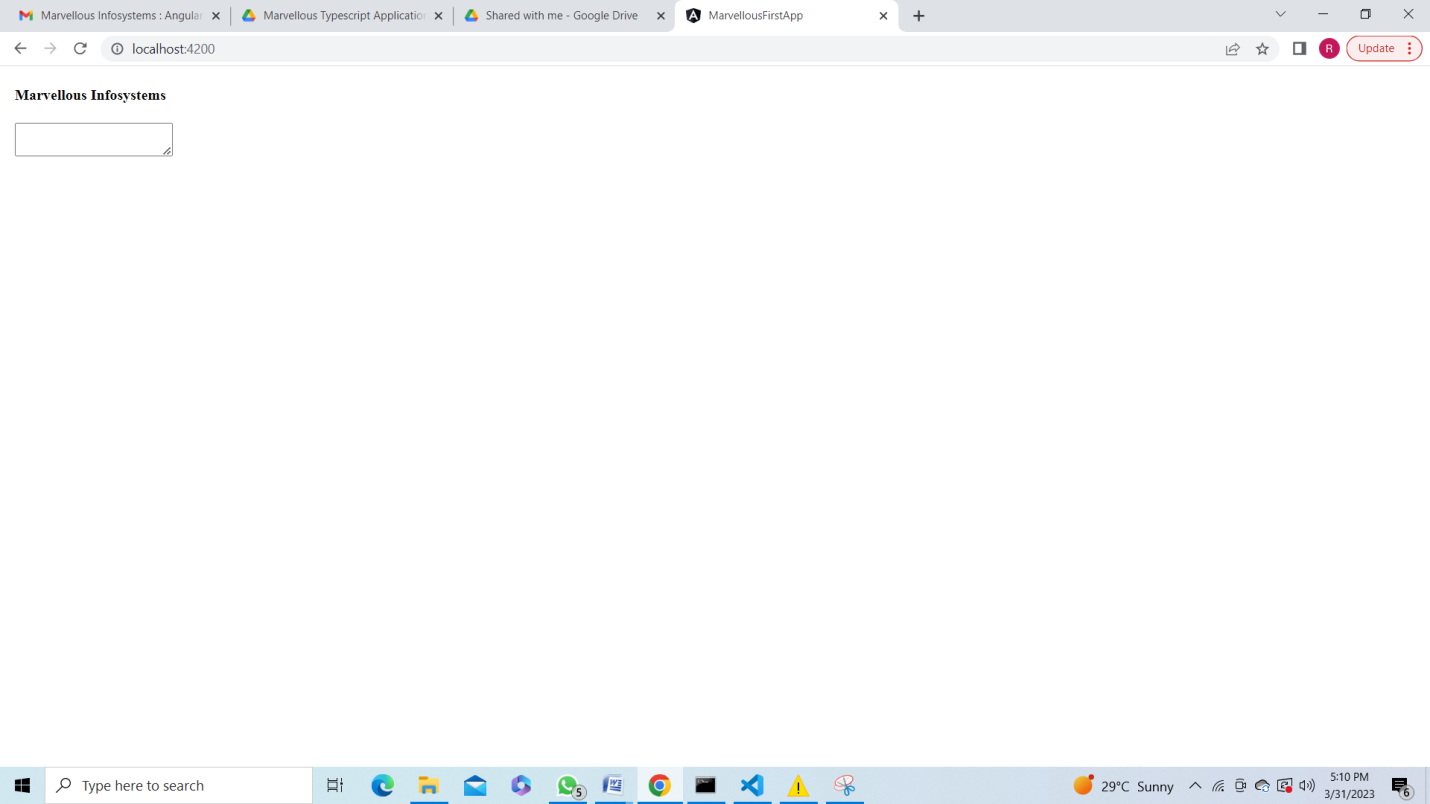 Marvellous Infosystems : Angular
Marvellous Typescript Application
Shared with me - Google Drive
MarvellousFirstApp
localhost:4200
R
Update
Marvellous Infosystems
Type here to search
5
W
29°C Sunny
5:10 PM
3/31/2023
6